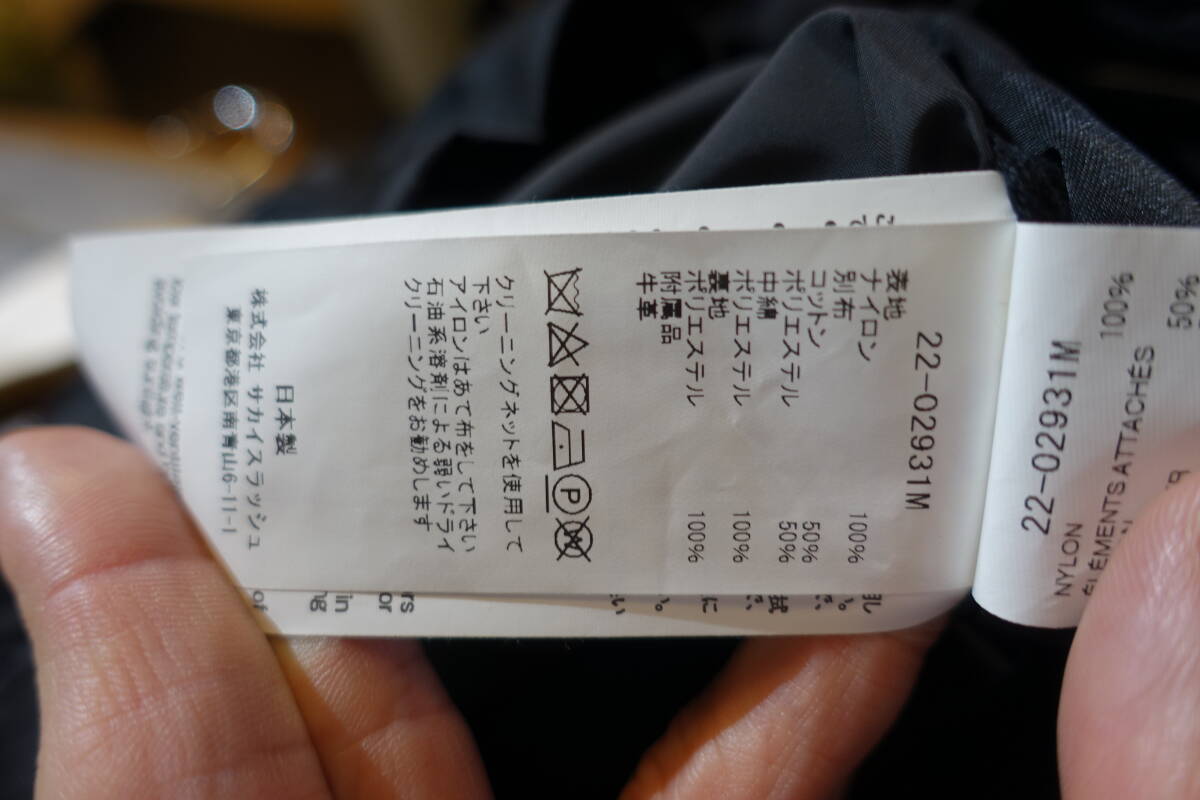 22-02931M
表地
ナイロン 100%
別布
コットン 50%
ポリエステル 50%
中綿
ポリエステル 100%
裏地
ポリエステル 100%
附属品
牛革
P
W
クリーニングネットを使用して
下さい
アイロンはあて布をして下さい
石油系溶剤による弱いドライ
クリーニングをお勧めします
日本製
株式会社 サカイスラッシュ
東京都港区南青山6-11-1
22-02931M
NYLON 100%
ÉLÉMENTS ATTACHÉS
50%
rs
or
in
ng
of